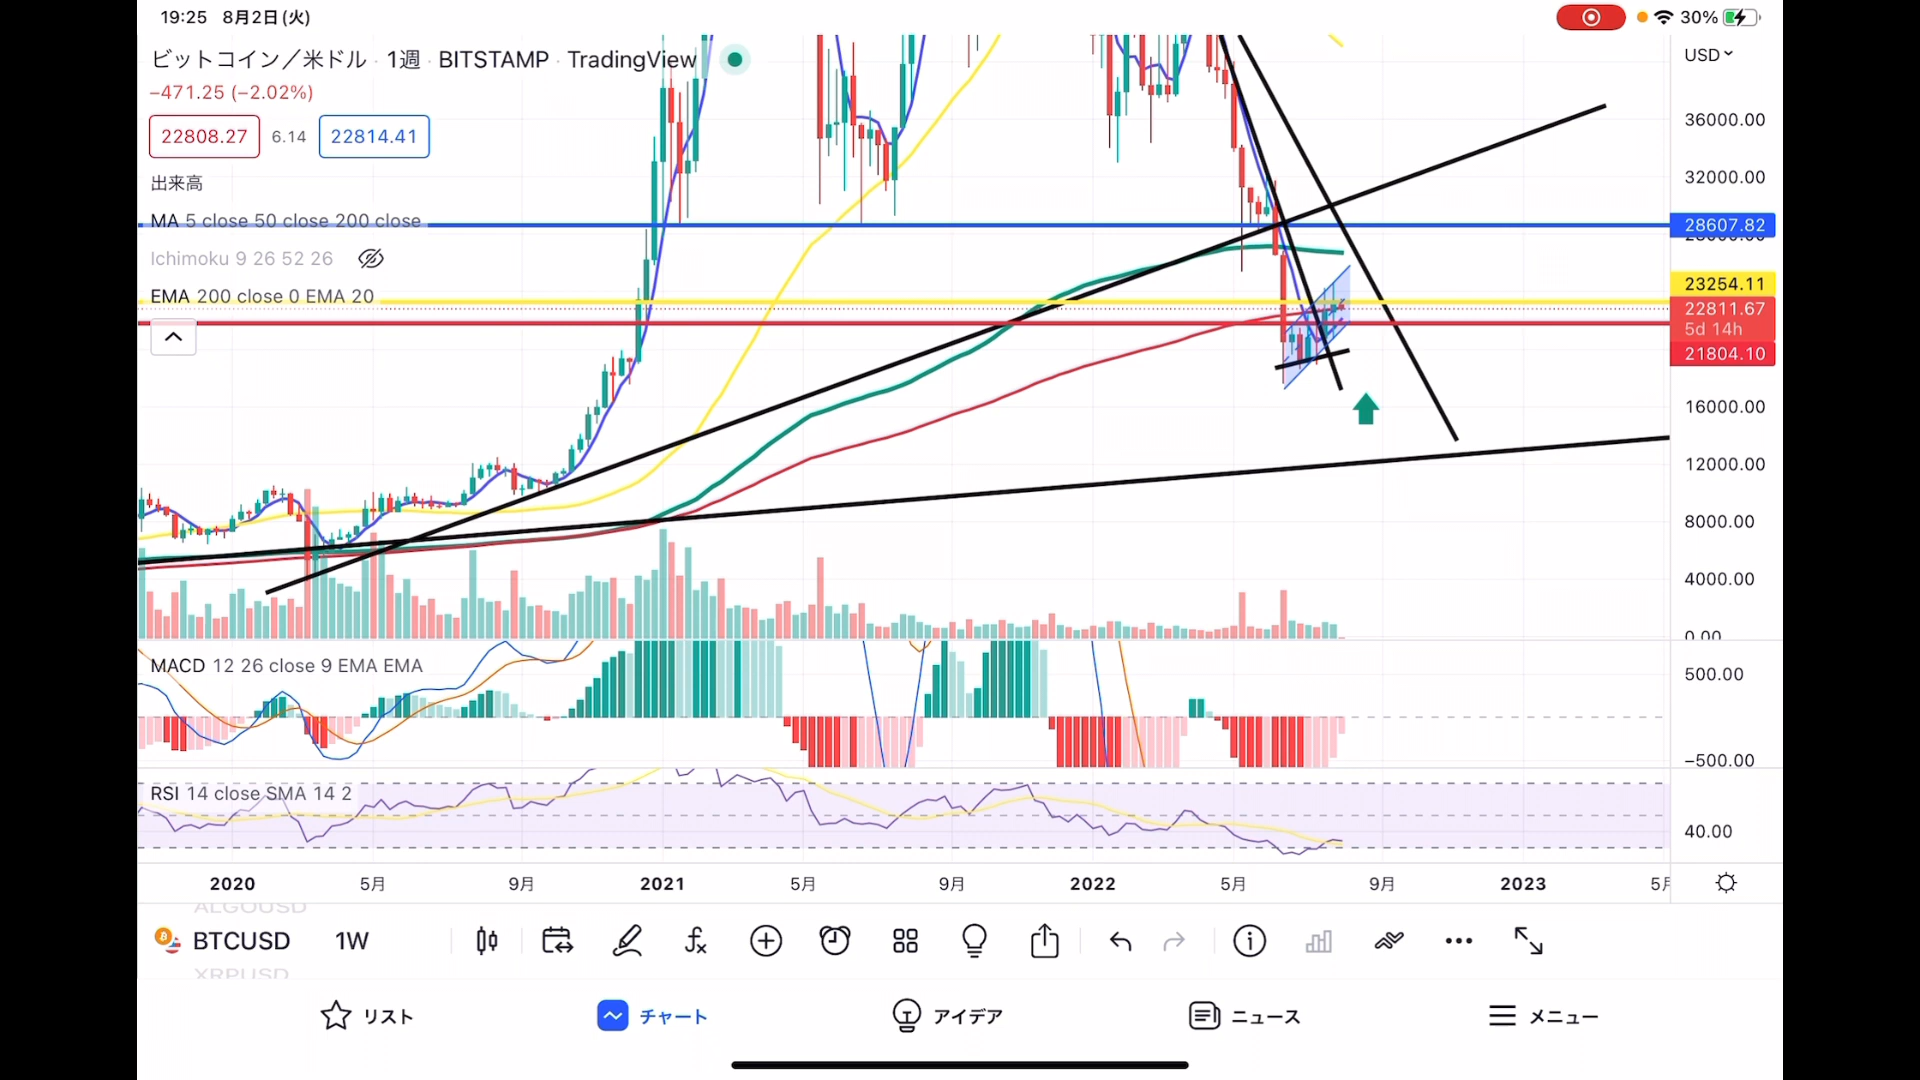 19:25 8月2日(火)
30%
ビットコイン／米ドル · 1週 · BITSTAMP · TradingView
USD
−471.25 (−2.02%)
22808.27 6.14 22814.41
36000.00
出来高
32000.00
MA 5 close 50 close 200 close
28607.82
Ichimoku 9 26 52 26
EMA 200 close 0 EMA 20
23254.11
22811.67
5d 14h
21804.10
16000.00
12000.00
8000.00
4000.00
0.00
MACD 12 26 close 9 EMA EMA
500.00
−500.00
RSI 14 close SMA 14 2
40.00
2020 5月 9月 2021 5月 9月 2022 5月 9月 2023 5月
ALGOUSD
BTCUSD 1W
XRPUSD
リスト チャート アイデア ニュース メニュー